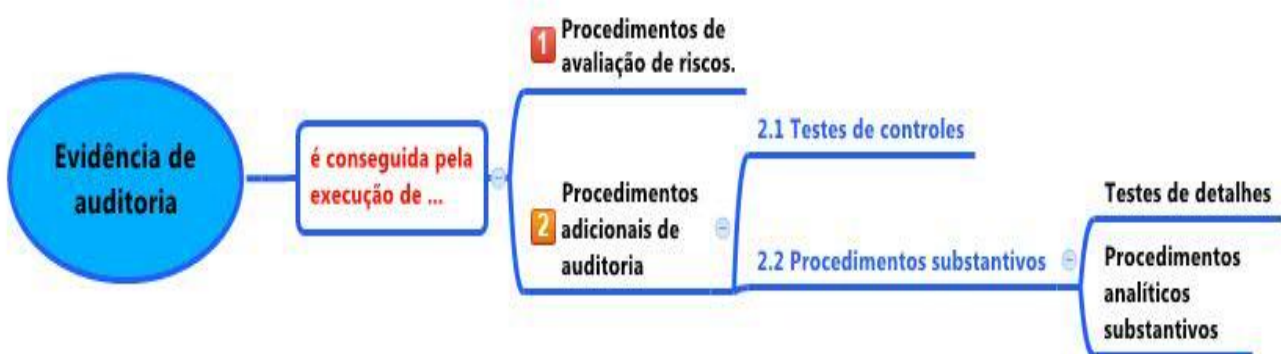 Evidência de
auditoria
é conseguida pela
execução de ...
1
Procedimentos de
avaliação de riscos.
2
Procedimentos
adicionais de
auditoria
2.1 Testes de controles
2.2 Procedimentos substantivos
Testes de detalhes
Procedimentos
analíticos
substantivos